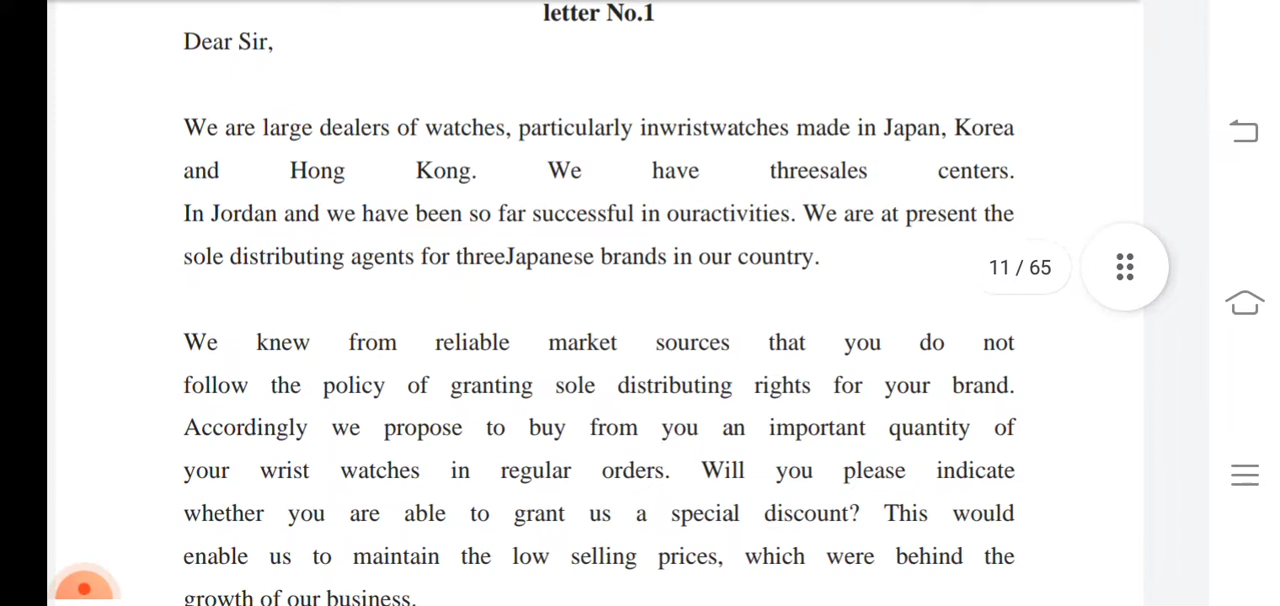 letter No.1
Dear Sir,
We are large dealers of watches, particularly inwristwatches made in Japan, Korea
and Hong Kong. We have threesales centers.
In Jordan and we have been so far successful in ouractivities. We are at present the
sole distributing agents for threeJapanese brands in our country.
11 / 65
We knew from reliable market sources that you do not
follow the policy of granting sole distributing rights for your brand.
Accordingly we propose to buy from you an important quantity of
your wrist watches in regular orders. Will you please indicate
whether you are able to grant us a special discount? This would
enable us to maintain the low selling prices, which were behind the
growth of our business.